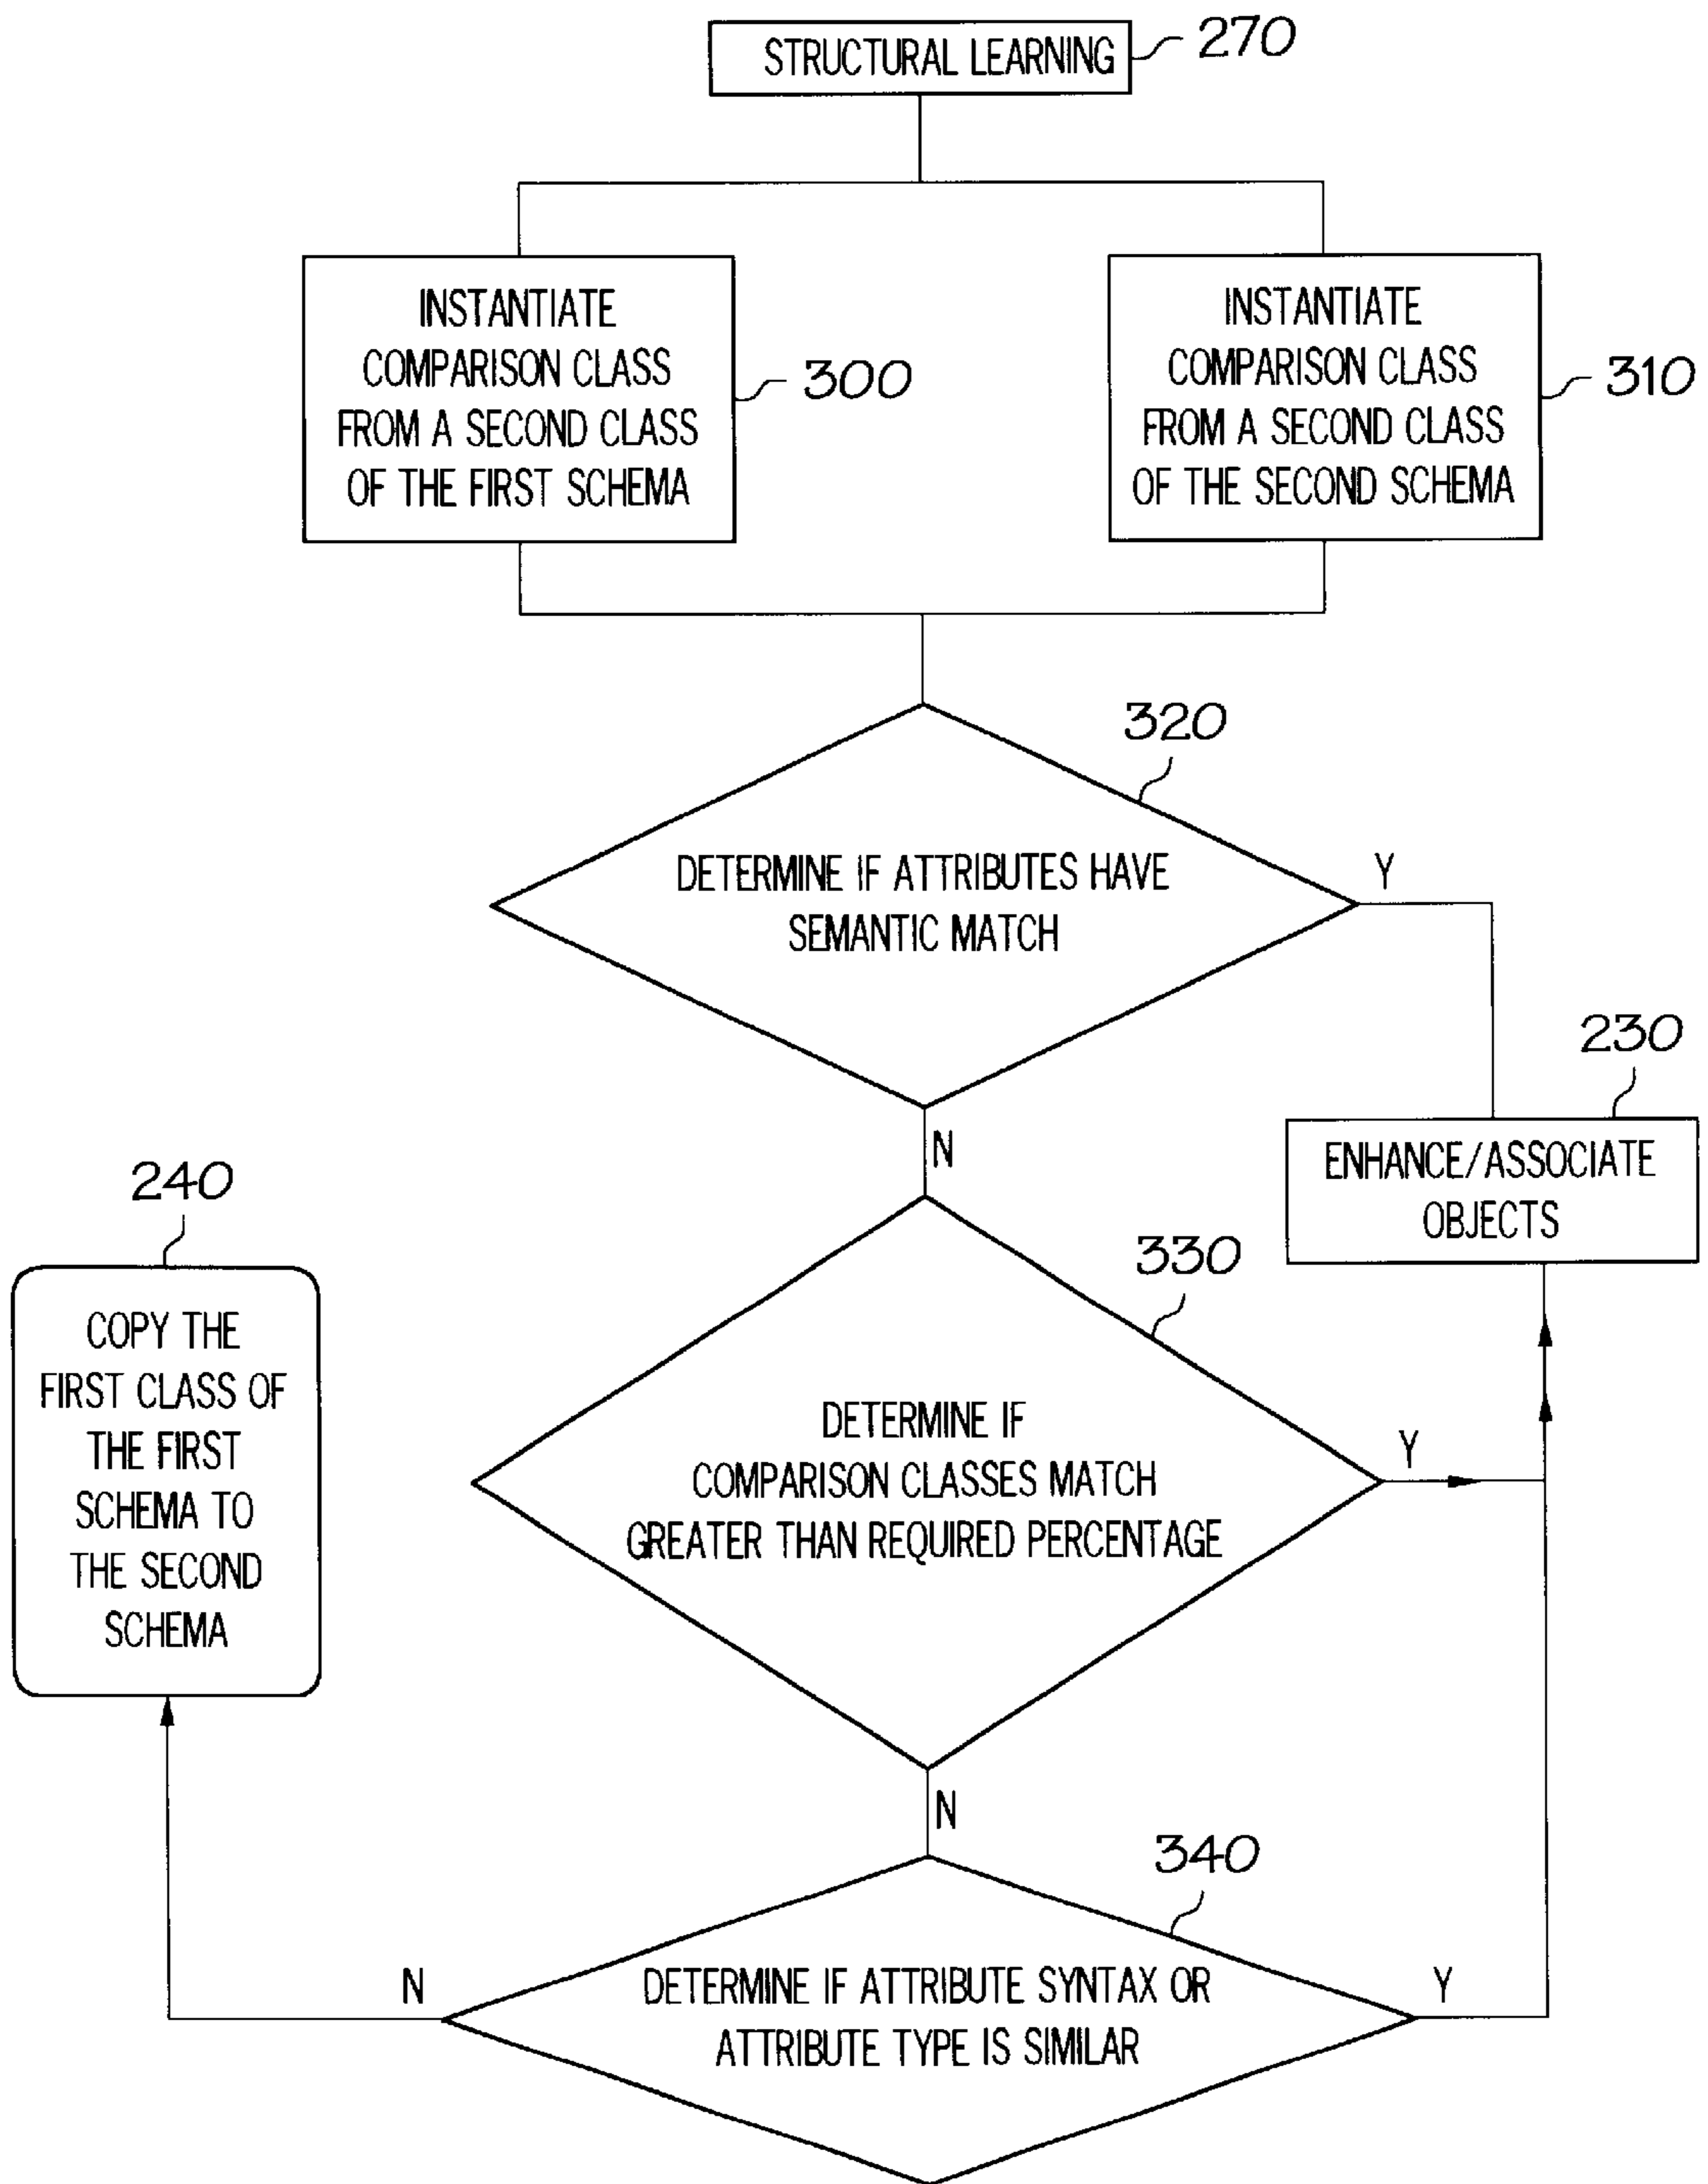 STRUCTURAL LEARNING
270
INSTANTIATE
COMPARISON CLASS
FROM A SECOND CLASS
OF THE FIRST SCHEMA
300
INSTANTIATE
COMPARISON CLASS
FROM A SECOND CLASS
OF THE SECOND SCHEMA
310
320
DETERMINE IF ATTRIBUTES HAVE
SEMANTIC MATCH
Y
N
230
ENHANCE/ASSOCIATE
OBJECTS
240
COPY THE
FIRST CLASS OF
THE FIRST
SCHEMA TO
THE SECOND
SCHEMA
330
DETERMINE IF
COMPARISON CLASSES MATCH
GREATER THAN REQUIRED PERCENTAGE
Y
N
340
DETERMINE IF ATTRIBUTE SYNTAX OR
ATTRIBUTE TYPE IS SIMILAR
N
Y